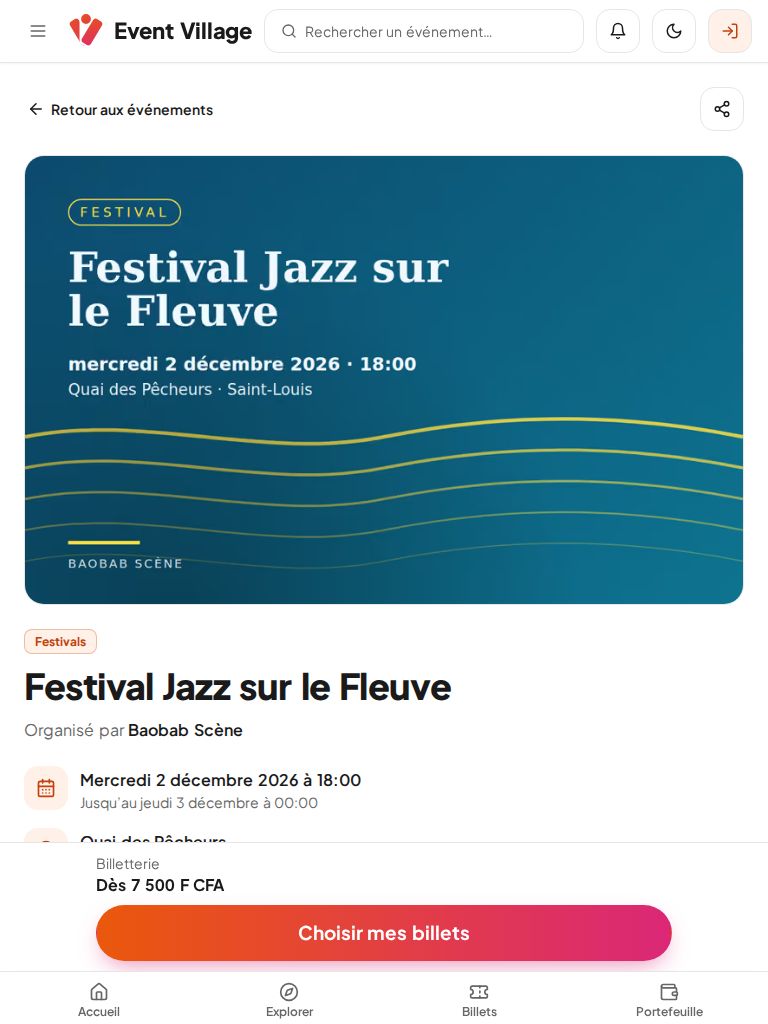 Event Village
Rechercher un événement...
Retour aux événements
FESTIVAL
Festival Jazz sur
le Fleuve
mercredi 2 décembre 2026 · 18:00
Quai des Pêcheurs · Saint-Louis
BAOBAB SCÈNE
Festivals
Festival Jazz sur le Fleuve
Organisé par Baobab Scène
Mercredi 2 décembre 2026 à 18:00
Jusqu'au jeudi 3 décembre à 00:00
Quai des Pêcheurs
Billetterie
Dès 7 500 F CFA
Choisir mes billets
Accueil
Explorer
Billets
Portefeuille